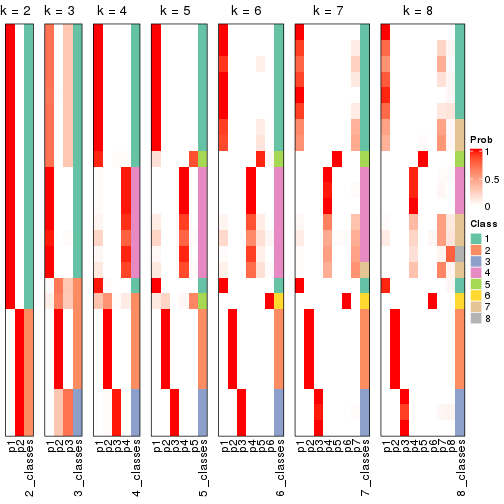 k = 2
k = 3
k = 4
k = 5
k = 6
k = 7
k = 8
Prob
1
0.5
0
Class
1
2
3
4
5
6
7
8
p1
p2
2_classes
p1
p2
p3
3_classes
p1
p2
p3
p4
4_classes
p1
p2
p3
p4
p5
5_classes
p1
p2
p3
p4
p5
p6
6_classes
p1
p2
p3
p4
p5
p6
p7
7_classes
p1
p2
p3
p4
p5
p6
p7
p8
8_classes